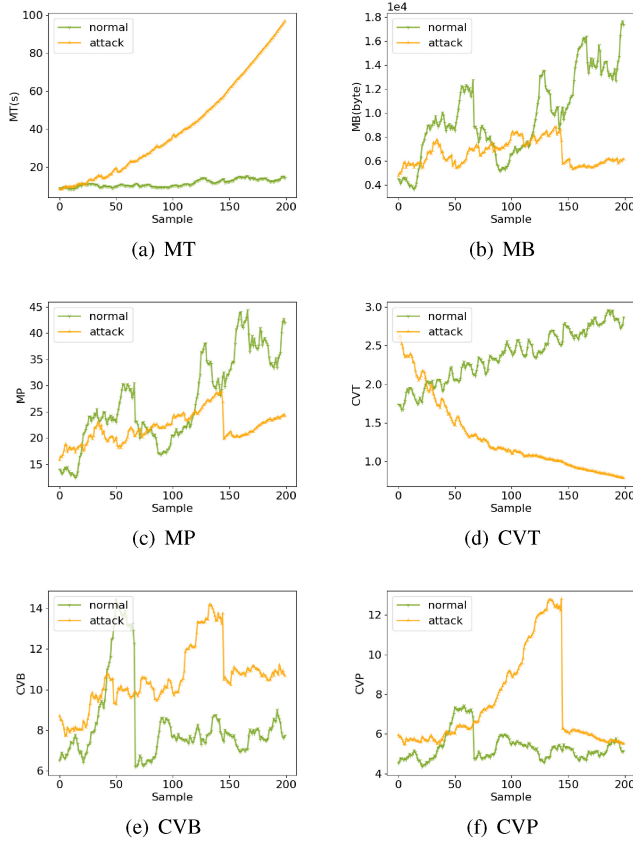 100
80
60
40
20
MT(s)
normal
attack
0 50 100 150 200
Sample
(a) MT
1e4
1.8
1.6
1.4
1.2
1.0
0.8
0.6
0.4
MB(byte)
normal
attack
0 50 100 150 200
Sample
(b) MB
45
40
35
30
25
20
15
MP
normal
attack
0 50 100 150 200
Sample
(c) MP
3.0
2.5
2.0
1.5
1.0
CVT
normal
attack
0 50 100 150 200
Sample
(d) CVT
14
12
10
8
6
CVB
normal
attack
0 50 100 150 200
Sample
(e) CVB
12
10
8
6
4
CVP
normal
attack
0 50 100 150 200
Sample
(f) CVP